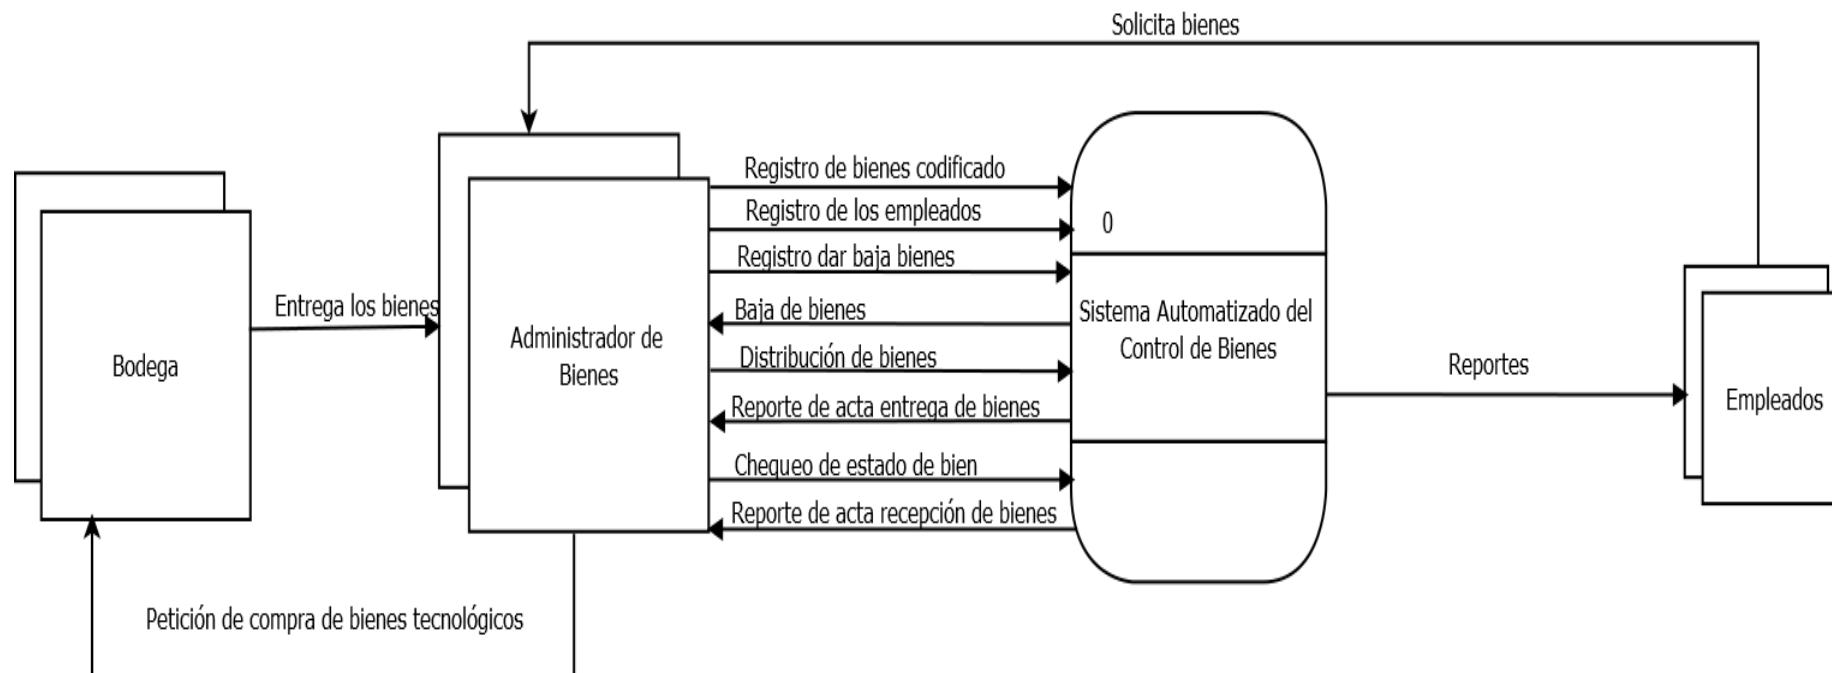 Solicita bienes
Registro de bienes codificado
Registro de los empleados
0
Registro dar baja bienes
Entrega los bienes
Baja de bienes
Sistema Automatizado del
Control de Bienes
Administrador de
Bienes
Distribución de bienes
Bodega
Reportes
Reporte de acta entrega de bienes
Empleados
Chequeo de estado de bien
Reporte de acta recepción de bienes
Petición de compra de bienes tecnológicos